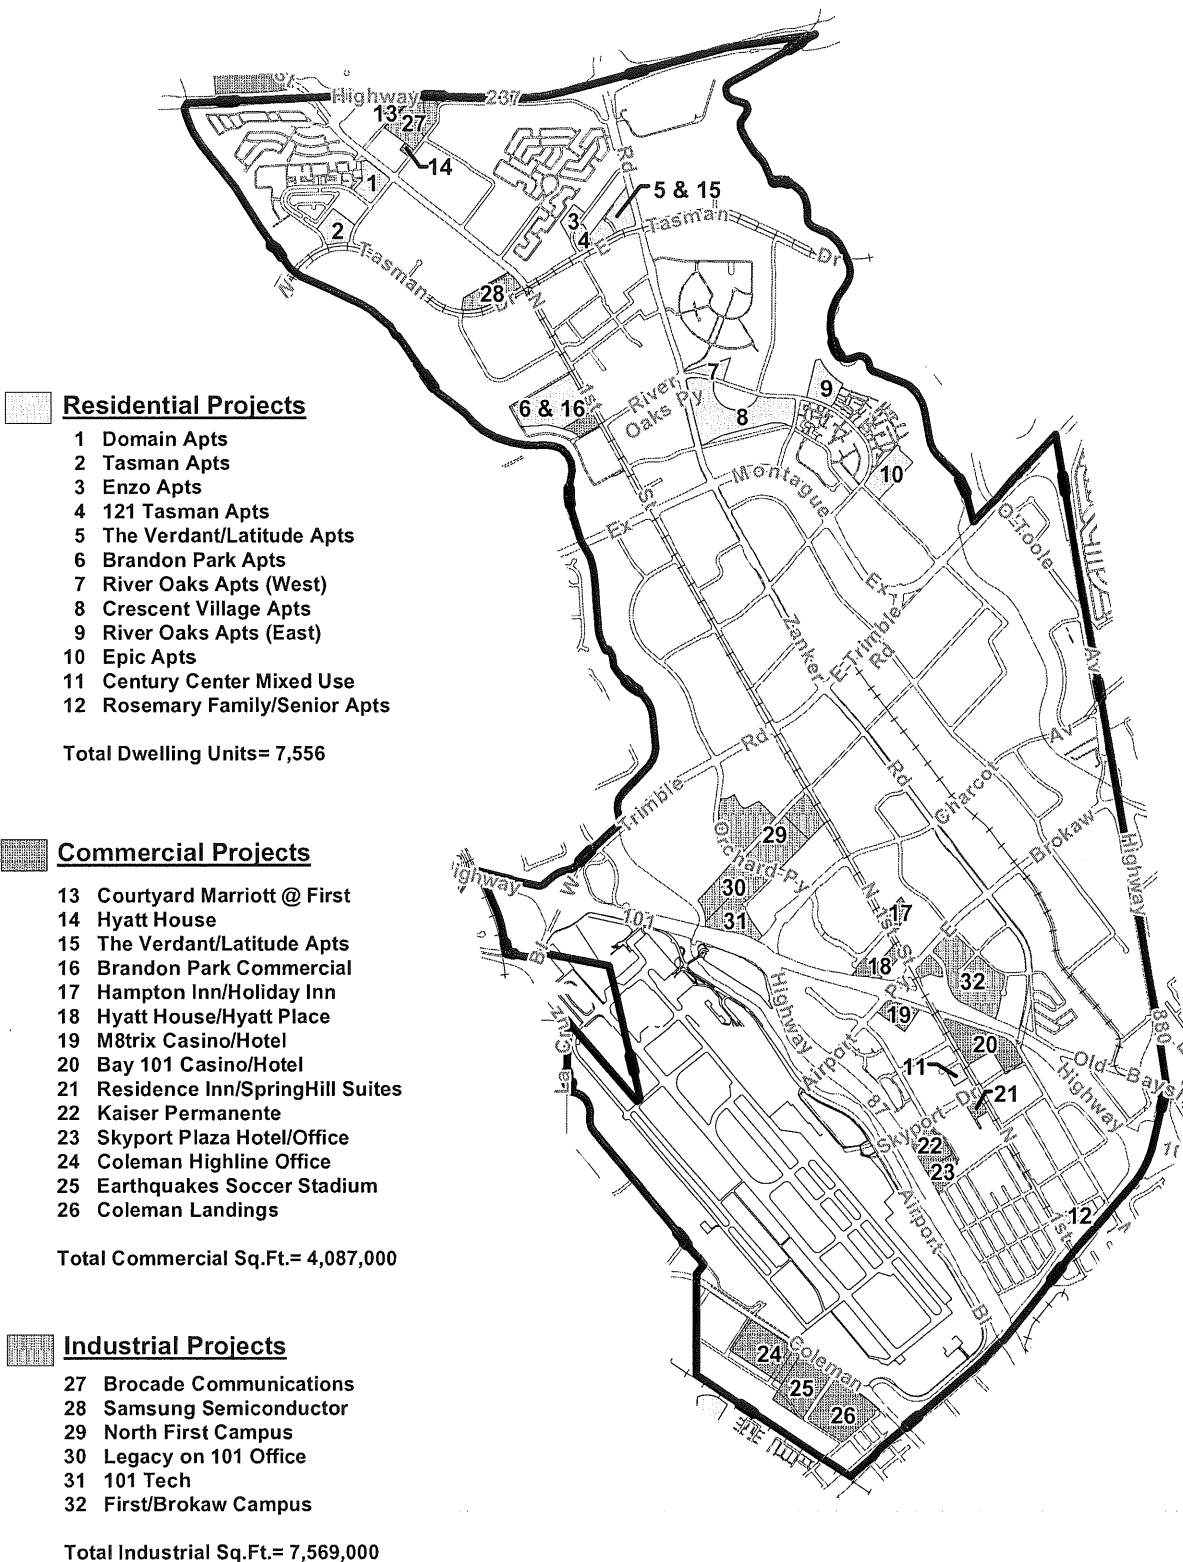 Highway 237
13
27
14
1
2
3
4
5 & 15
Rd
E Tasman Dr
N
Tasman Dr
28
N
1st
6 & 16
River
Oaks Py
7
8
9
10
Montague
Ex
St
Ex
O-Toole
Av
Zanker
Rd
E-Trimble
Rd
Trimble
Rd
W
Charcot
Av
Brokaw
E
Highway
880
Orchard-Py
29
30
31
Highway
101
N
1st
St
17
18
19
32
20
11
21
Airport
Py
Highway
87
Skyport Dr
22
23
Old-Baysh
Highway
N
1st
12
Airport
Bl
Coleman
24
25
26
Residential Projects
1 Domain Apts
2 Tasman Apts
3 Enzo Apts
4 121 Tasman Apts
5 The Verdant/Latitude Apts
6 Brandon Park Apts
7 River Oaks Apts (West)
8 Crescent Village Apts
9 River Oaks Apts (East)
10 Epic Apts
11 Century Center Mixed Use
12 Rosemary Family/Senior Apts
Total Dwelling Units= 7,556
Commercial Projects
13 Courtyard Marriott @ First
14 Hyatt House
15 The Verdant/Latitude Apts
16 Brandon Park Commercial
17 Hampton Inn/Holiday Inn
18 Hyatt House/Hyatt Place
19 M8trix Casino/Hotel
20 Bay 101 Casino/Hotel
21 Residence Inn/SpringHill Suites
22 Kaiser Permanente
23 Skyport Plaza Hotel/Office
24 Coleman Highline Office
25 Earthquakes Soccer Stadium
26 Coleman Landings
Total Commercial Sq.Ft.= 4,087,000
Industrial Projects
27 Brocade Communications
28 Samsung Semiconductor
29 North First Campus
30 Legacy on 101 Office
31 101 Tech
32 First/Brokaw Campus
Total Industrial Sq.Ft.= 7,569,000